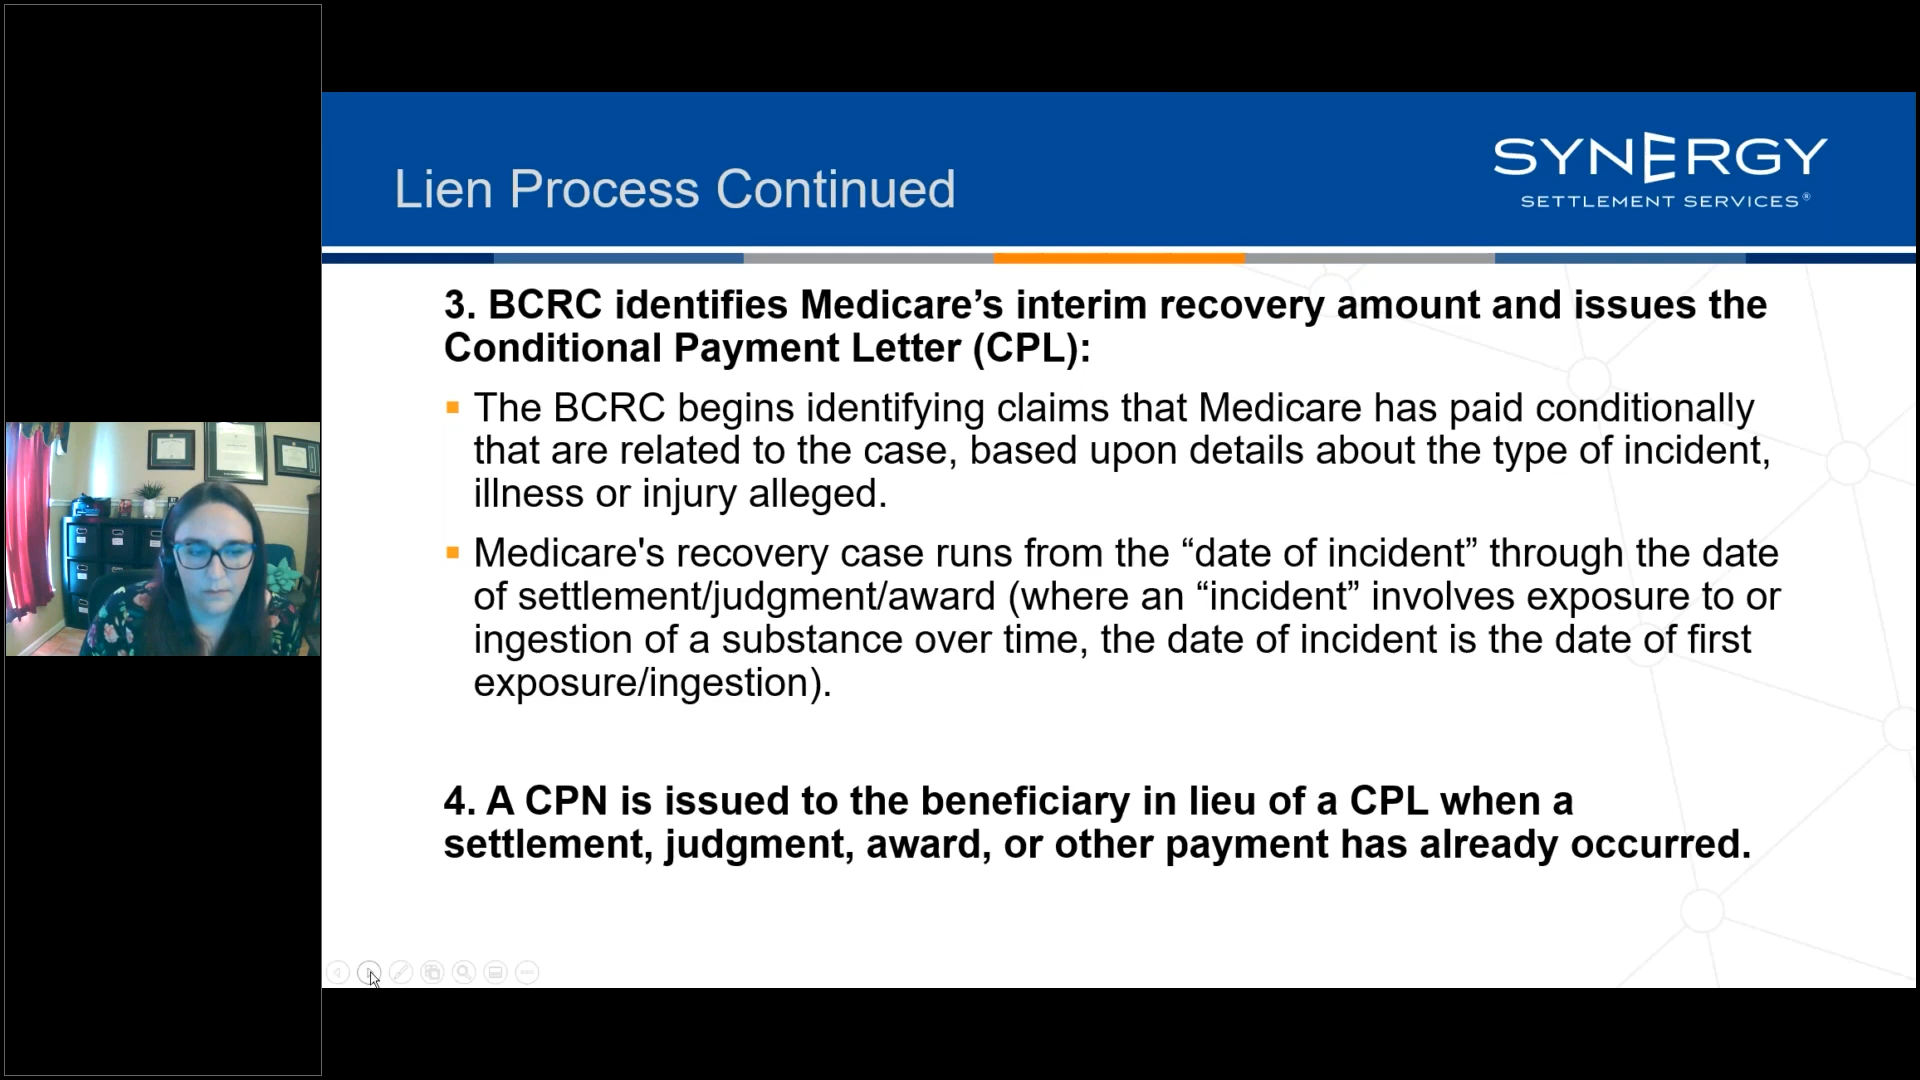 Lien Process Continued
SYNERGY
SETTLEMENT SERVICES®
3. BCRC identifies Medicare’s interim recovery amount and issues the
Conditional Payment Letter (CPL):
The BCRC begins identifying claims that Medicare has paid conditionally
that are related to the case, based upon details about the type of incident,
illness or injury alleged.
Medicare's recovery case runs from the “date of incident” through the date
of settlement/judgment/award (where an “incident” involves exposure to or
ingestion of a substance over time, the date of incident is the date of first
exposure/ingestion).
4. A CPN is issued to the beneficiary in lieu of a CPL when a
settlement, judgment, award, or other payment has already occurred.